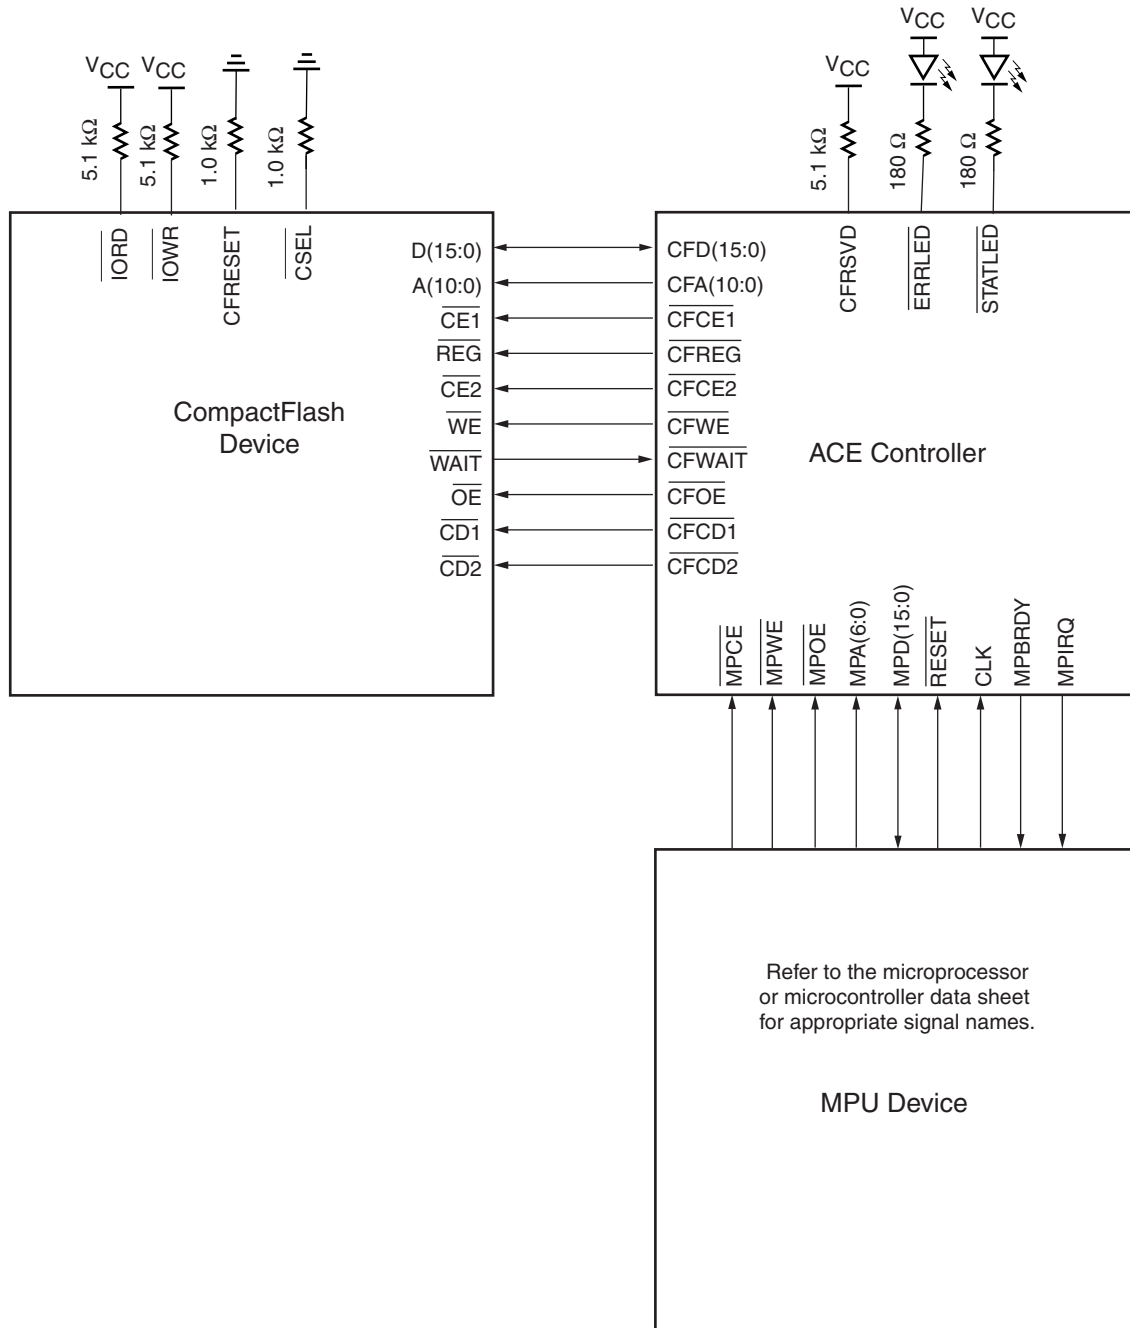 VCC VCC
5.1 kΩ
5.1 kΩ
1.0 kΩ
1.0 kΩ
VCC
VCC
VCC
5.1 kΩ
180 Ω
180 Ω
IORD
IOWR
CFRESET
CSEL
CFRSVD
ERRLED
STATLED
D(15:0) CFD(15:0)
A(10:0) CFA(10:0)
CE1 CFCE1
REG CFREG
CE2 CFCE2
WE CFWE
WAIT CFWAIT
OE CFOE
CD1 CFCD1
CD2 CFCD2
CompactFlash
Device
ACE Controller
MPCE
MPWE
MPOE
MPA(6:0)
MPD(15:0)
RESET
CLK
MPBRDY
MPIRQ
Refer to the microprocessor
or microcontroller data sheet
for appropriate signal names.
MPU Device